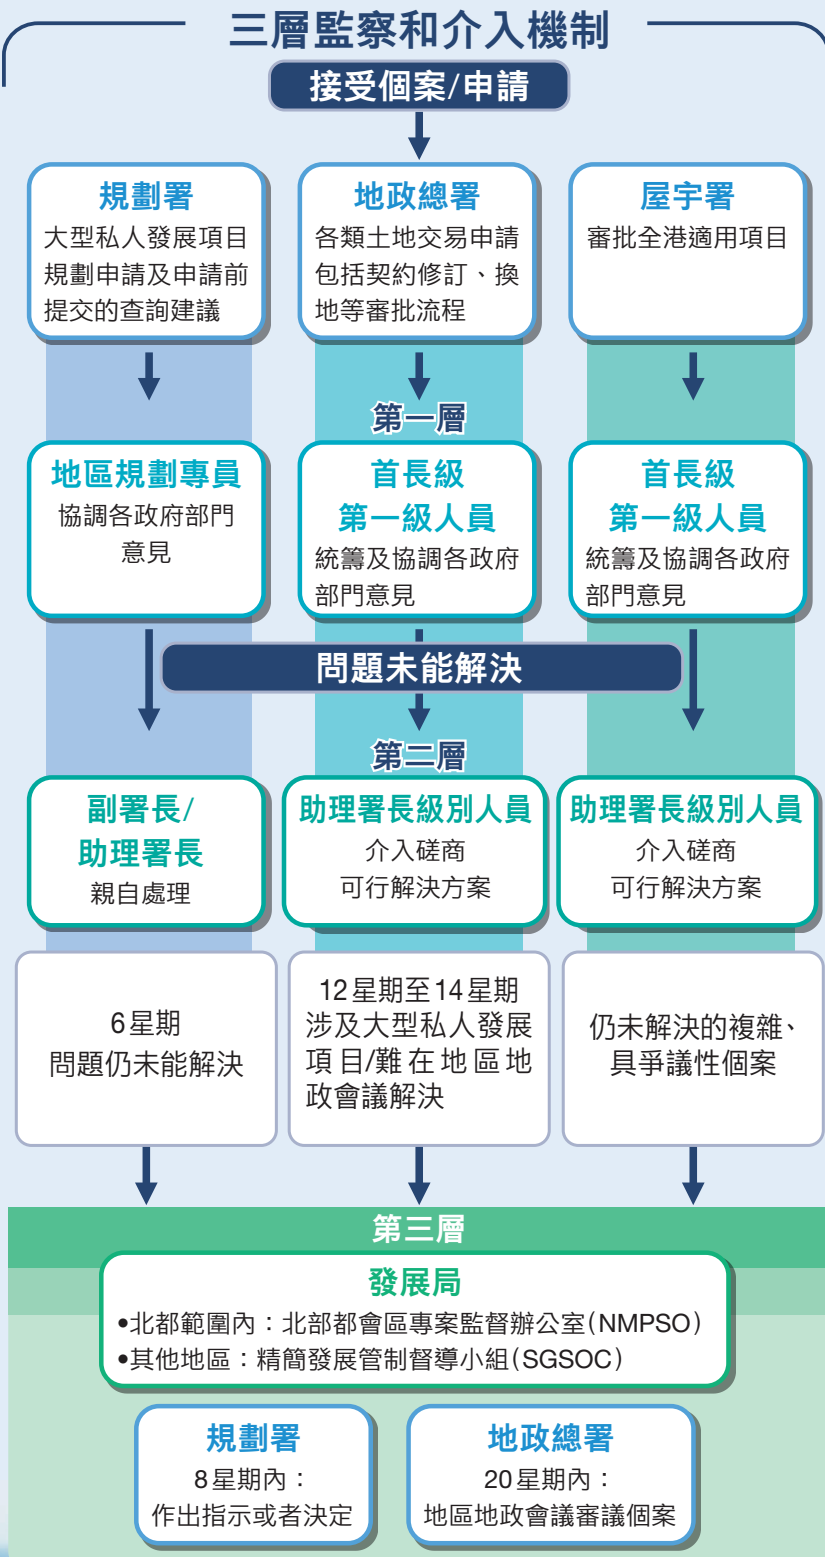 三層監察和介入機制
接受個案/申請
規劃署
大型私人發展項目
規劃申請及申請前
提交的查詢建議
地政總署
各類土地交易申請
包括契約修訂、換
地等審批流程
屋宇署
審批全港適用項目
第一層
地區規劃專員
協調各政府部門
意見
首長級
第一級人員
統籌及協調各政府
部門意見
首長級
第一級人員
統籌及協調各政府
部門意見
問題未能解決
第二層
副署長/
助理署長
親自處理
助理署長級別人員
介入磋商
可行解決方案
助理署長級別人員
介入磋商
可行解決方案
6星期
問題仍未能解決
12星期至14星期
涉及大型私人發展
項目/難在地區地
政會議解決
仍未解決的複雜、
具爭議性個案
第三層
發展局
•北都範圍內：北部都會區專案監督辦公室(NMPSO)
•其他地區：精簡發展管制督導小組(SGSOC)
規劃署
8星期內：
作出指示或者決定
地政總署
20星期內：
地區地政會議審議個案